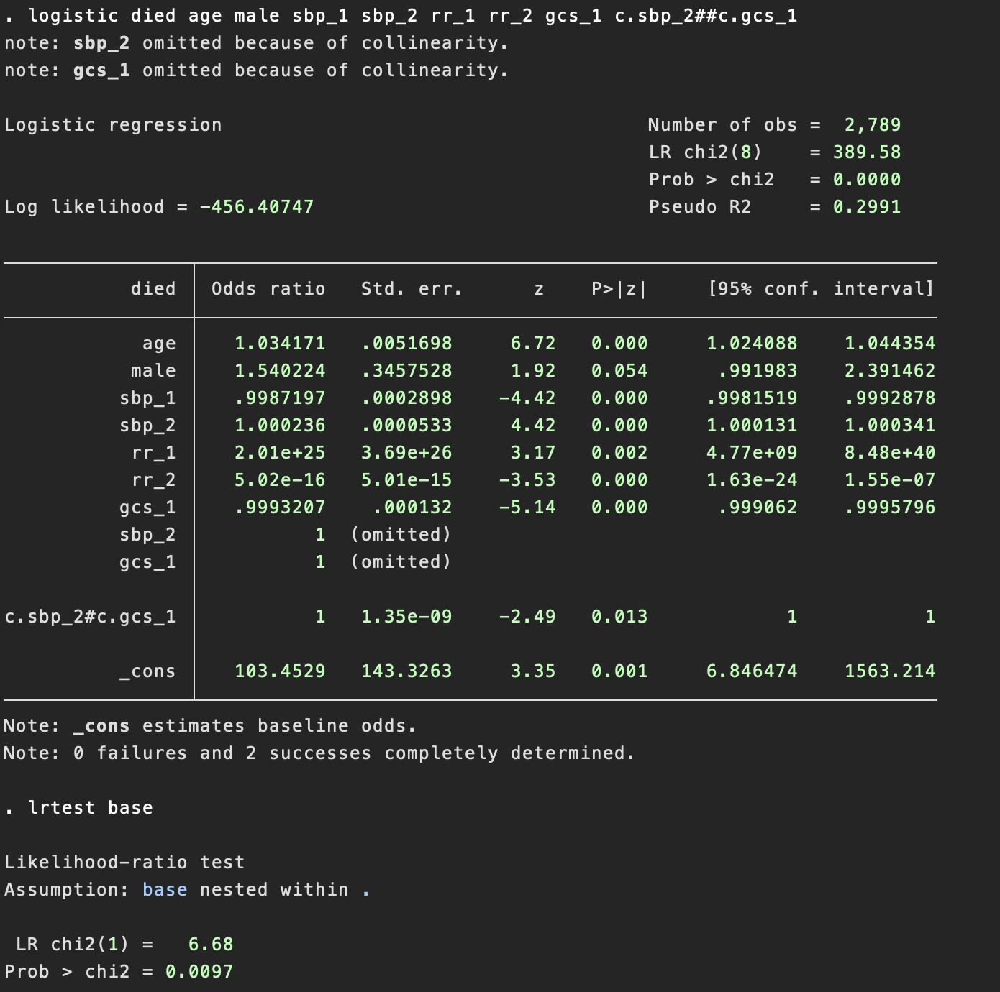 . logistic died age male sbp_1 sbp_2 rr_1 rr_2 gcs_1 c.sbp_2##c.gcs_1
note: sbp_2 omitted because of collinearity.
note: gcs_1 omitted because of collinearity.
Logistic regression Number of obs = 2,789
LR chi2(8) = 389.58
Prob > chi2 = 0.0000
Log likelihood = -456.40747 Pseudo R2 = 0.2991
died Odds ratio Std. err. z P>|z| [95% conf. interval]
age 1.034171 .0051698 6.72 0.000 1.024088 1.044354
male 1.540224 .3457528 1.92 0.054 .991983 2.391462
sbp_1 .9987197 .0002898 -4.42 0.000 .9981519 .9992878
sbp_2 1.000236 .0000533 4.42 0.000 1.000131 1.000341
rr_1 2.01e+25 3.69e+26 3.17 0.002 4.77e+09 8.48e+40
rr_2 5.02e-16 5.01e-15 -3.53 0.000 1.63e-24 1.55e-07
gcs_1 .9993207 .000132 -5.14 0.000 .999062 .9995796
sbp_2 1 (omitted)
gcs_1 1 (omitted)
c.sbp_2#c.gcs_1 1 1.35e-09 -2.49 0.013 1 1
_cons 103.4529 143.3263 3.35 0.001 6.846474 1563.214
Note: _cons estimates baseline odds.
Note: 0 failures and 2 successes completely determined.
. lrtest base
Likelihood-ratio test
Assumption: base nested within .
LR chi2(1) = 6.68
Prob > chi2 = 0.0097